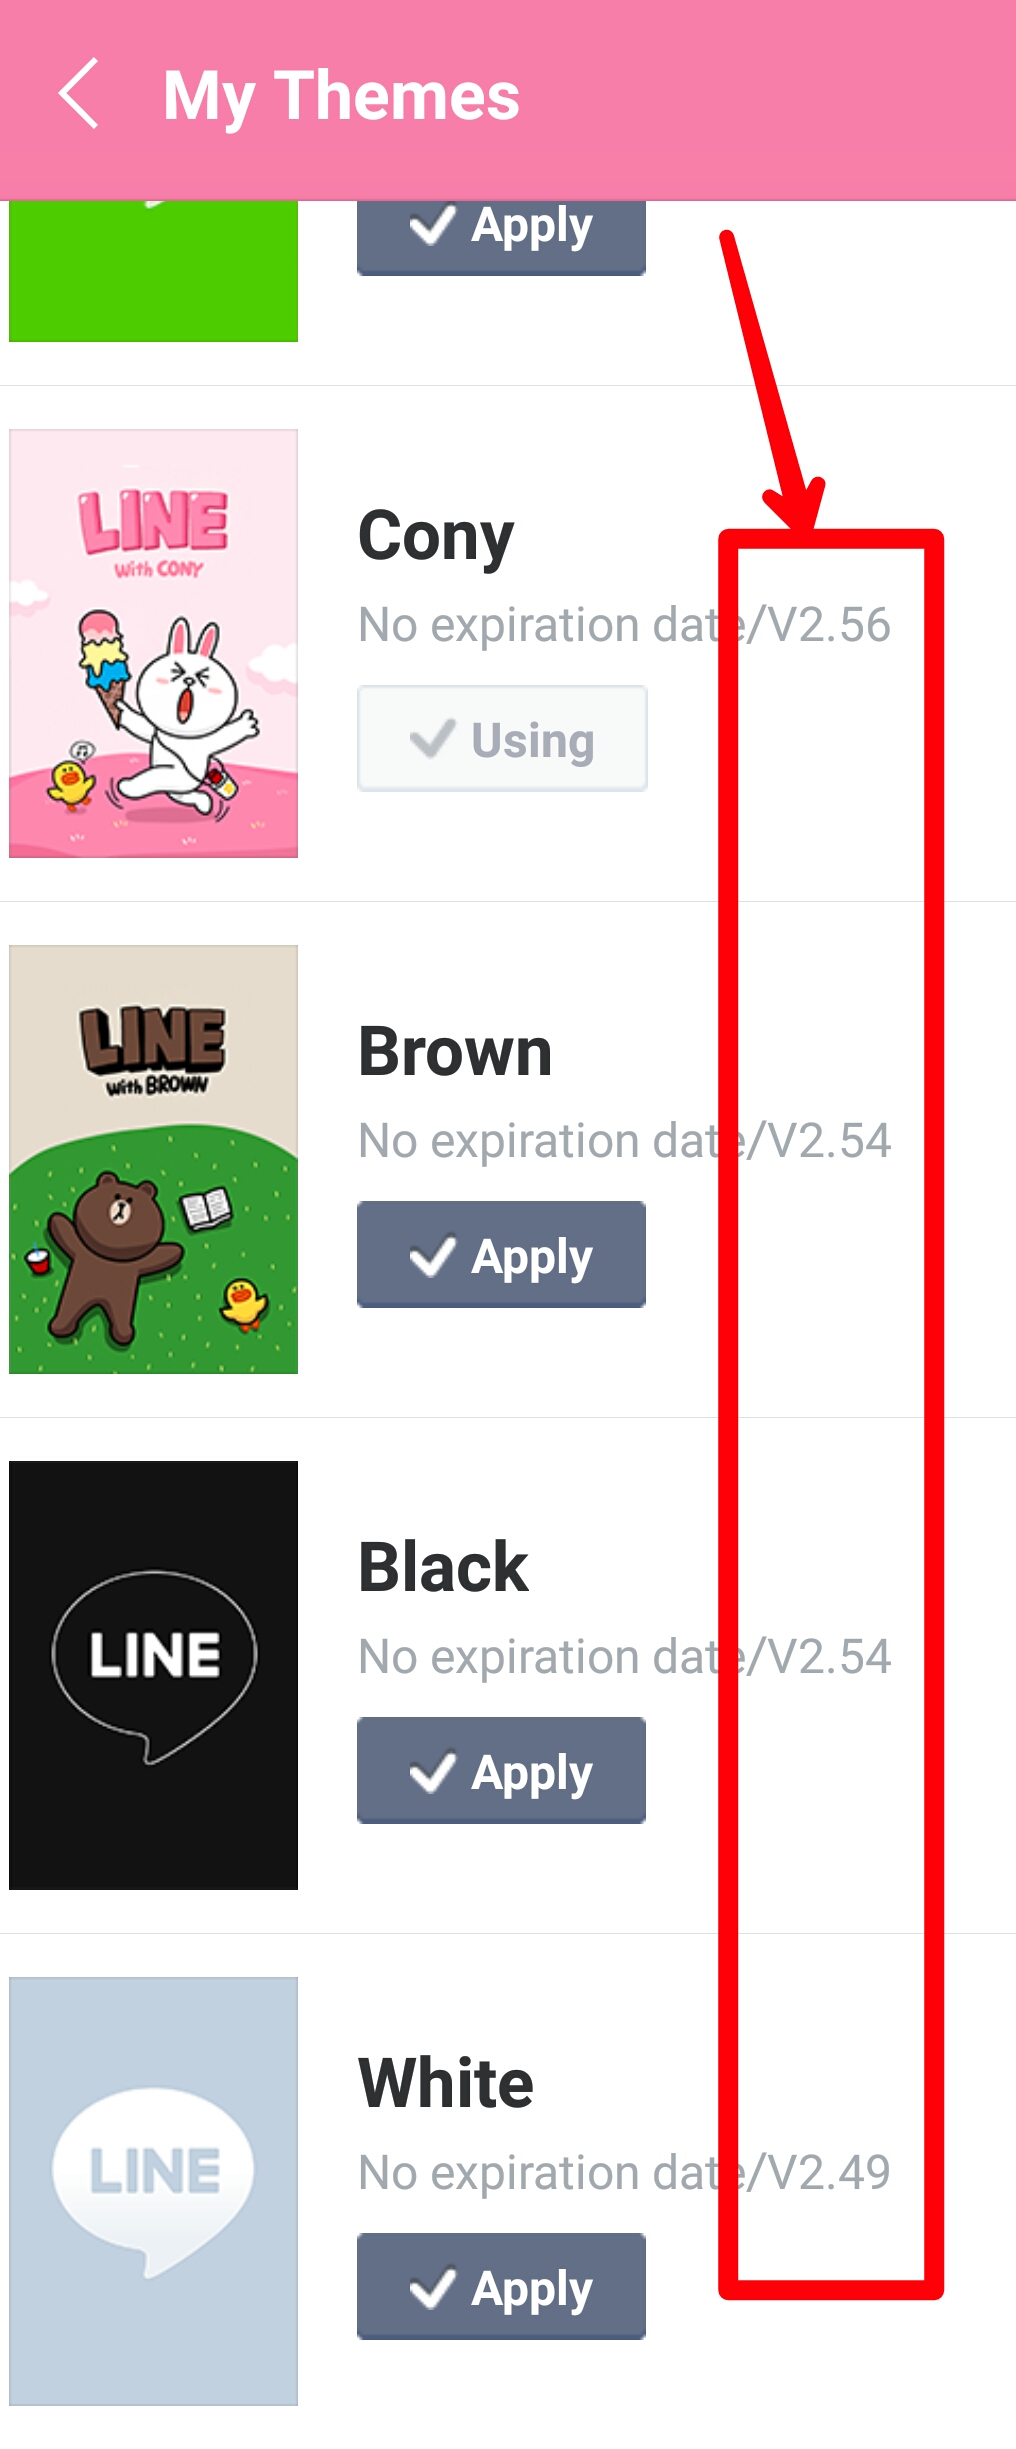 My Themes
Apply
LINE
With CONY
Cony
No expiration date/V2.56
Using
LINE
with BROWN
Brown
No expiration date/V2.54
Apply
LINE
Black
No expiration date/V2.54
Apply
LINE
White
No expiration date/V2.49
Apply